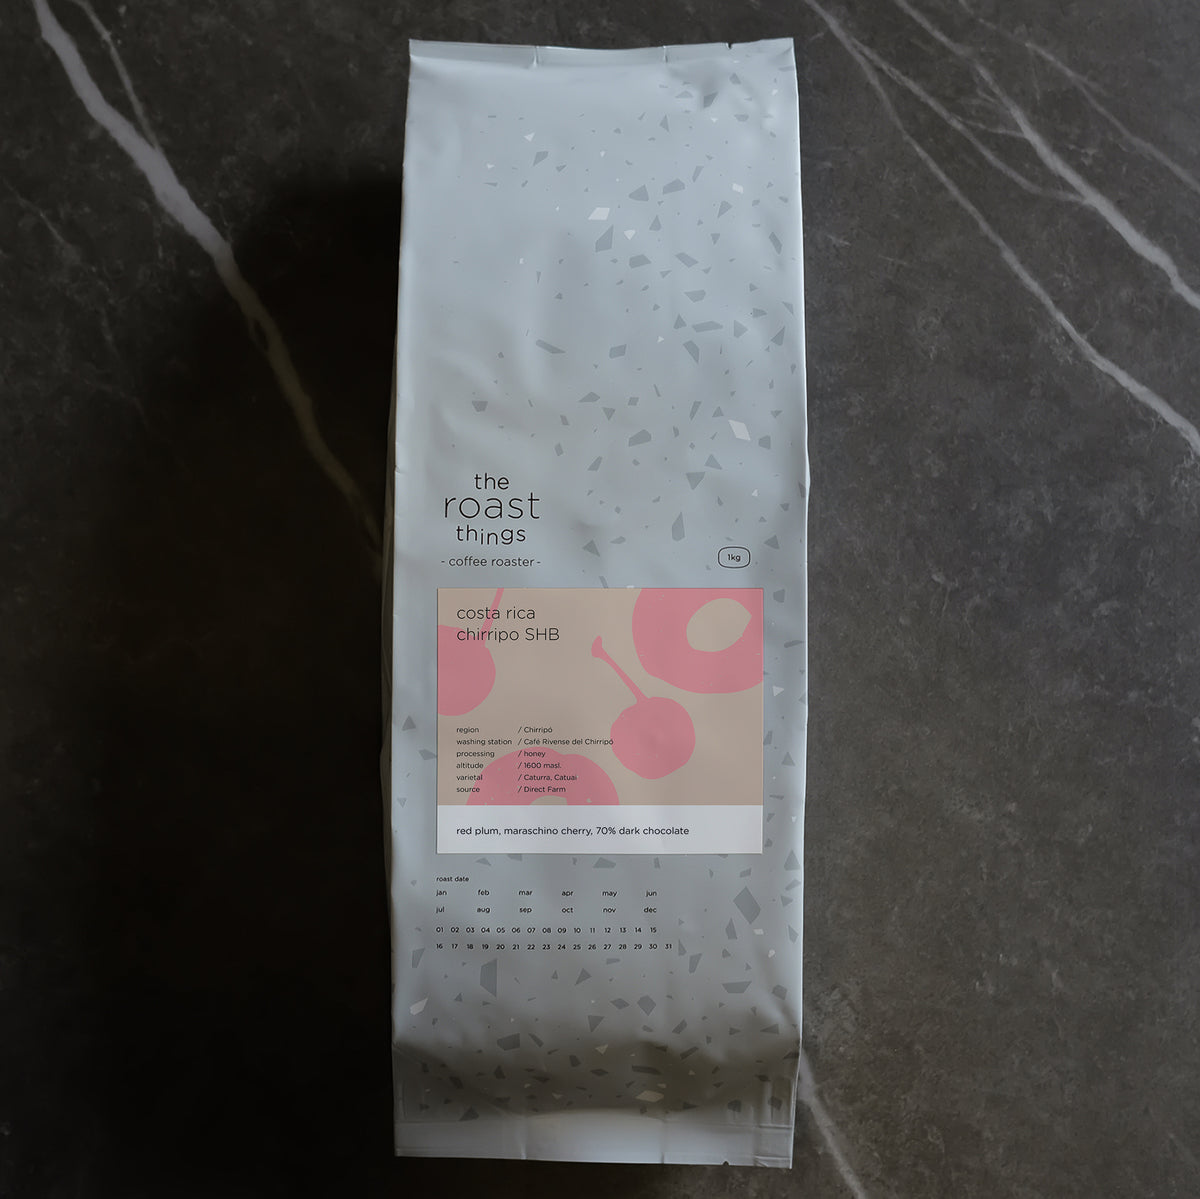 the
roast
things
- coffee roaster -
1kg
costa rica
chirripo SHB
region / Chirripó
washing station / Café Rivense del Chirripó
processing / honey
altitude / 1600 masl.
varietal / Caturra, Catuai
source / Direct Farm
red plum, maraschino cherry, 70% dark chocolate
roast date
jan feb mar apr may jun
jul aug sep oct nov dec
01 02 03 04 05 06 07 08 09 10 11 12 13 14 15
16 17 18 19 20 21 22 23 24 25 26 27 28 29 30 31